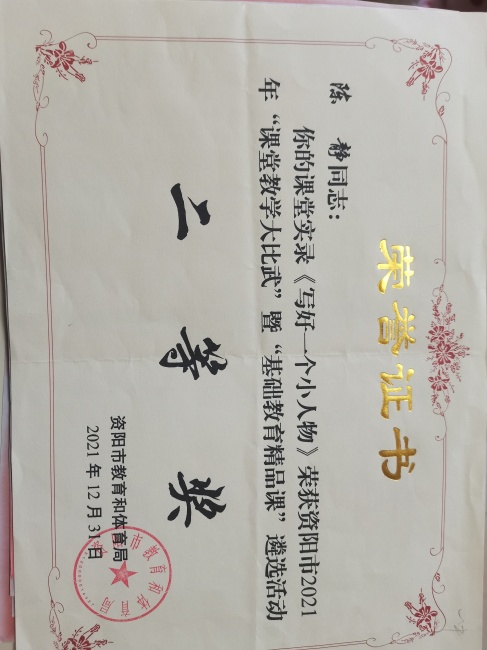 荣誉证书
陈静同志：
你的课堂实录《写好一个小人物》荣获资阳市2021
年“课堂教学大比武”暨“基础教育精品课”遴选活动
二等奖
资阳市教育和体育局
2021年12月31日